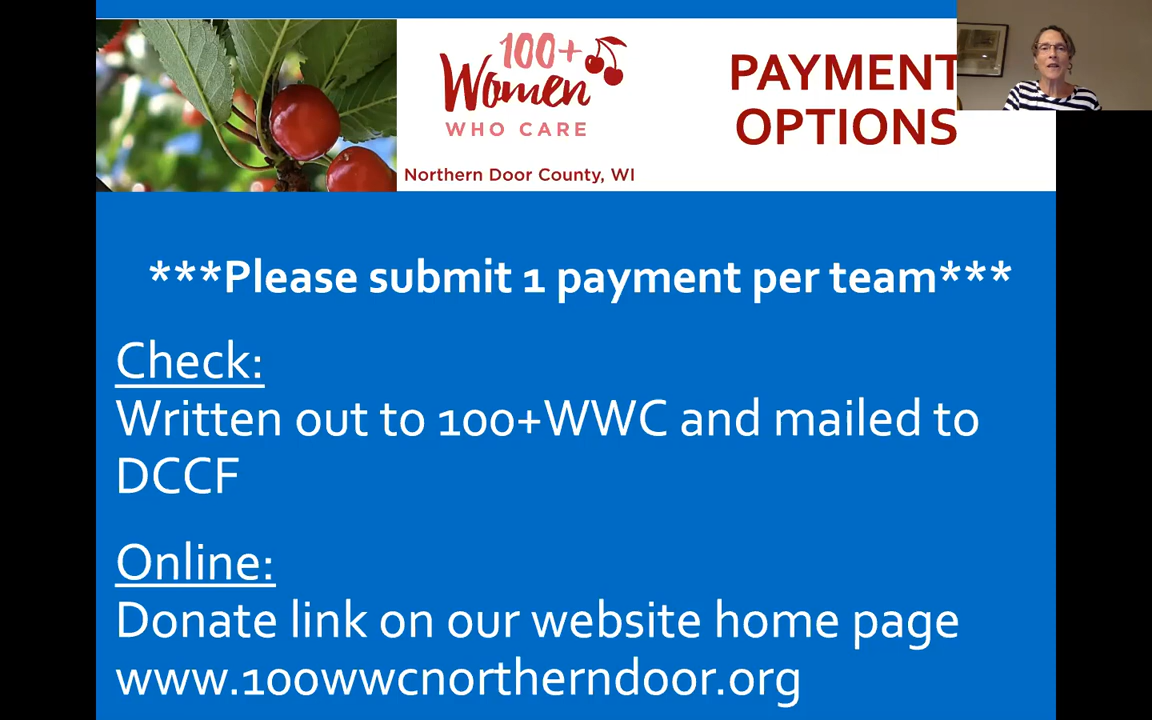 100+
Women
WHO CARE
Northern Door County, WI
PAYMENT
OPTIONS
***Please submit 1 payment per team***
Check:
Written out to 100+WWC and mailed to
DCCF
Online:
Donate link on our website home page
www.100wwcnortherndoor.org